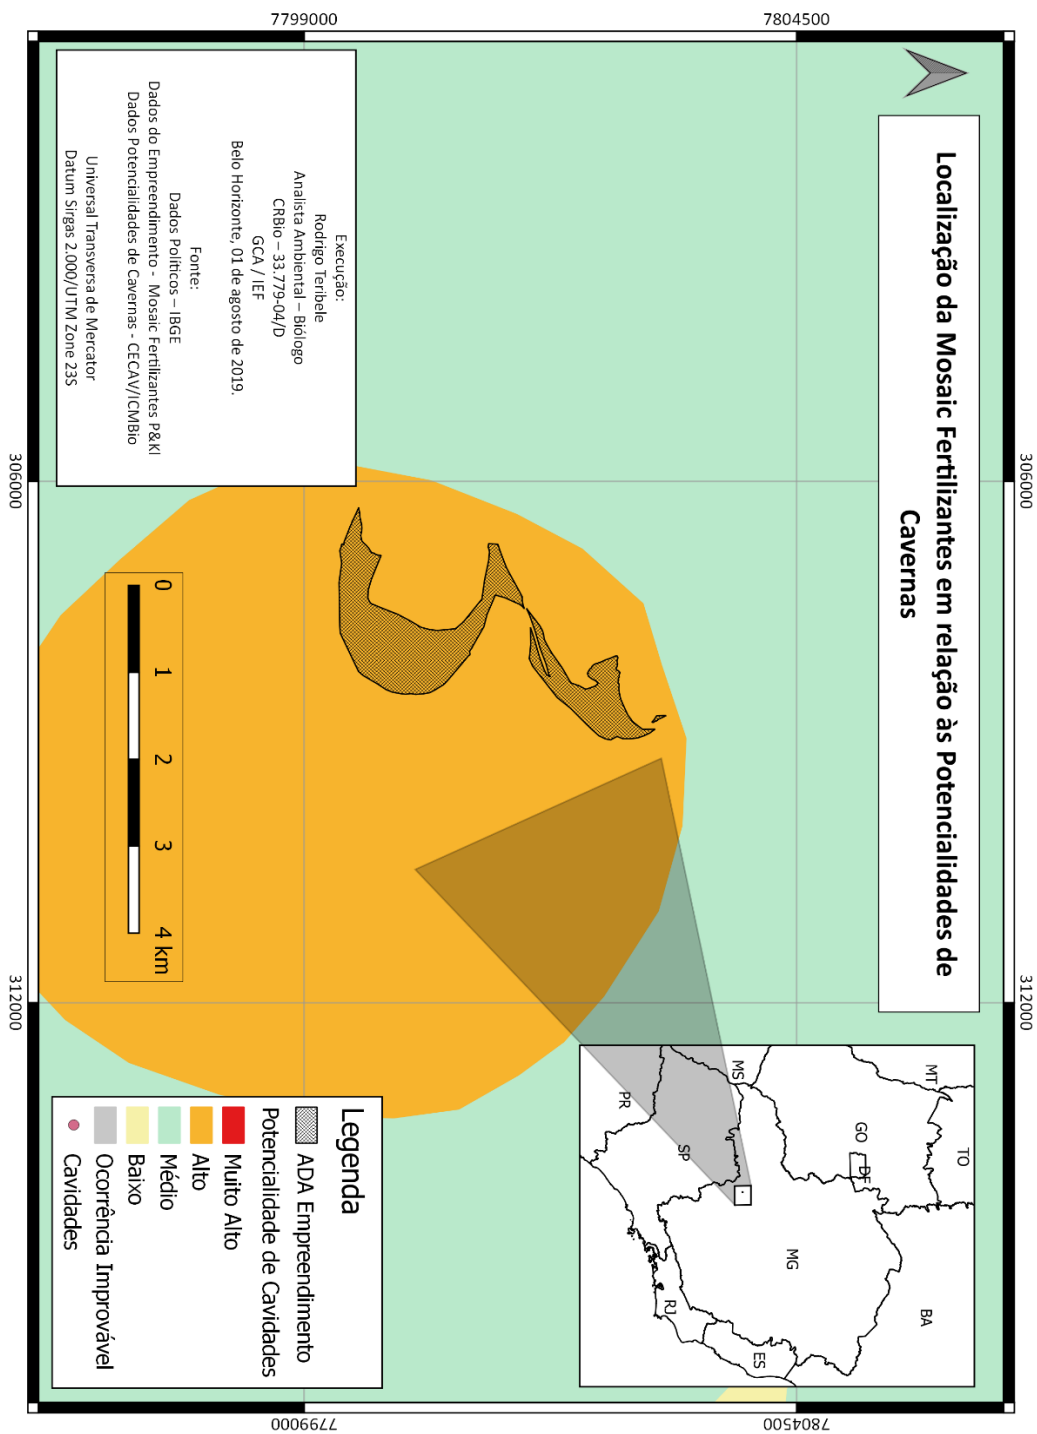 Localização da Mosaic Fertilizantes em relação às Potencialidades de
Cavernas
306000
312000
7804500
7799000
7804500
7799000
306000
312000
MT
TO
BA
GO
DF
MS
MG
ES
SP
RJ
PR
Execução:
Rodrigo Teribele
Analista Ambiental – Biólogo
CRBio – 33.779-04/D
GCA / IEF
Belo Horizonte, 01 de agosto de 2019.
Fonte:
Dados Políticos – IBGE
Dados do Empreendimento - Mosaic Fertilizantes P&KI
Dados Potencialidades de Cavernas - CECAV/ICMBio
Universal Transversa de Mercator
Datum Sirgas 2.000/UTM Zone 23S
0 1 2 3 4 km
Legenda
ADA Empreendimento
Potencialidade de Cavidades
Muito Alto
Alto
Médio
Baixo
Ocorrência Improvável
Cavidades